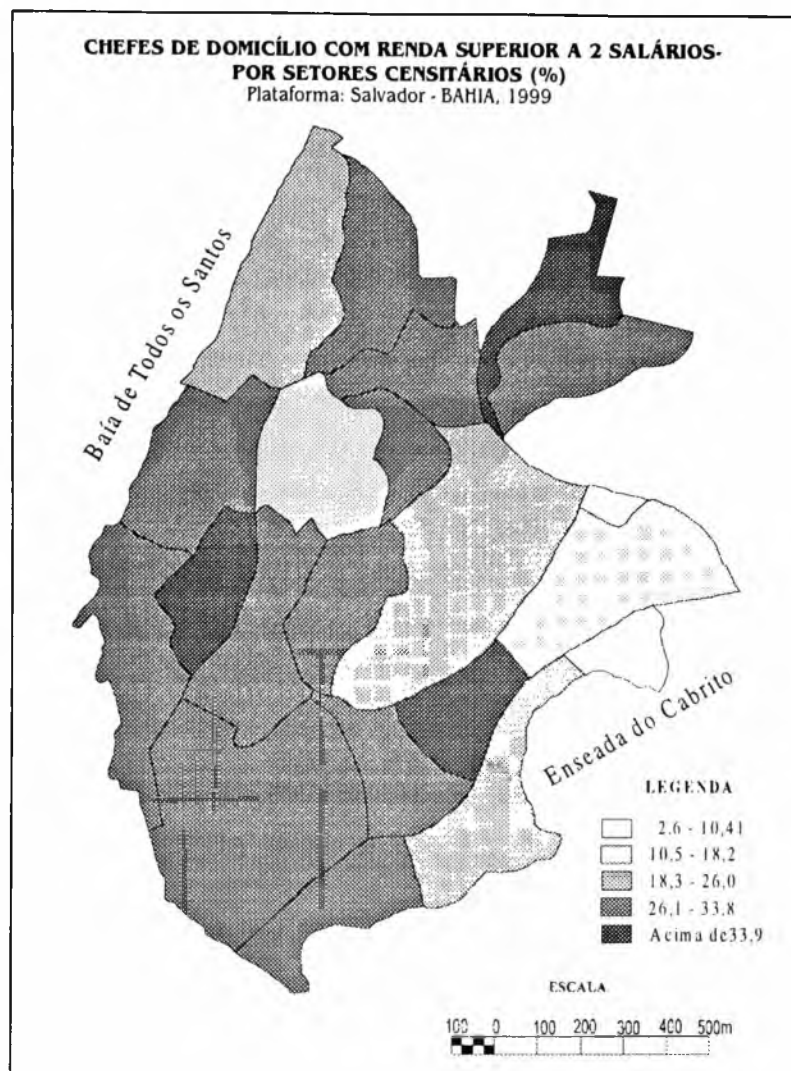 CHEFES DE DOMICÍLIO COM RENDA SUPERIOR A 2 SALÁRIOS-
POR SETORES CENSITÁRIOS (%)
Plataforma: Salvador - BAHIA, 1999
Baía de Todos os Santos
Enseada do Cabrito
LEGENDA
2,6 - 10,41
10,5 - 18,2
18,3 - 26,0
26,1 - 33,8
Acima de33,9
ESCALA
100 0 100 200 300 400 500m